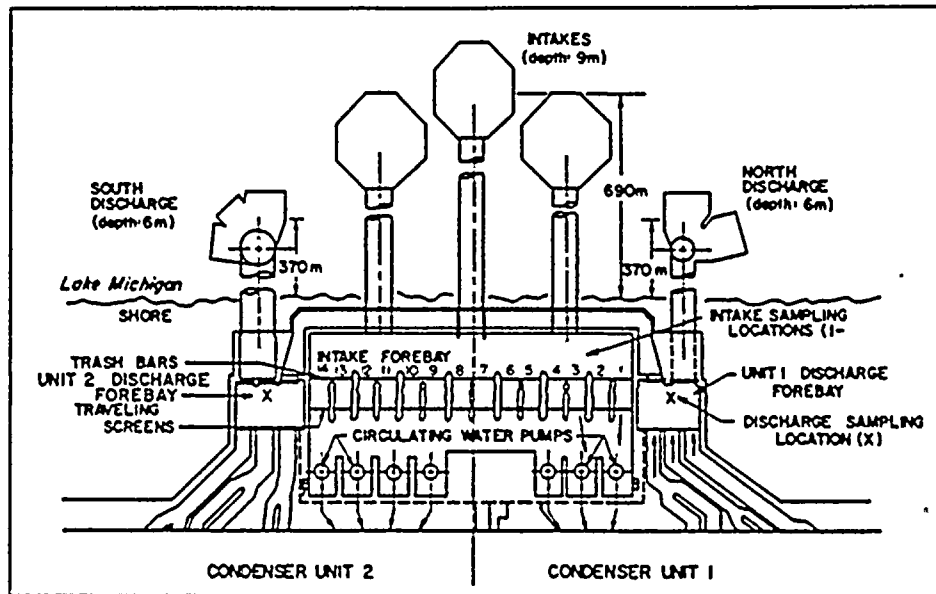 INTAKES
(depth: 9m)
SOUTH
DISCHARGE
(depth: 6m)
NORTH
DISCHARGE
(depth: 6m)
690m
370m
370m
Lake Michigan
SHORE
INTAKE SAMPLING
LOCATIONS (1-
TRASH BARS
UNIT 2 DISCHARGE
FOREBAY
TRAVELING
SCREENS
INTAKE FOREBAY
14 13 12 11 10 9 8 7 6 5 4 3 2 1
X
X
UNIT 1 DISCHARGE
FOREBAY
DISCHARGE SAMPLING
LOCATION (X)
CIRCULATING WATER PUMPS
CONDENSER UNIT 2
CONDENSER UNIT 1